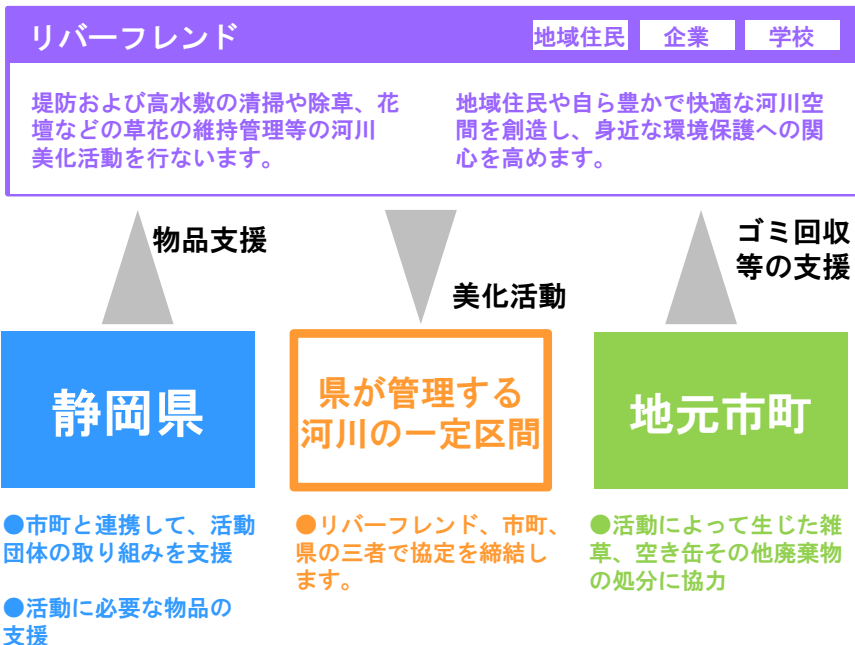 リバーフレンド
地域住民 企業 学校
堤防および高水敷の清掃や除草、花
壇などの草花の維持管理等の河川
美化活動を行ないます。
地域住民や自ら豊かで快適な河川空
間を創造し、身近な環境保護への関
心を高めます。
物品支援
美化活動
ゴミ回収
等の支援
静岡県
県が管理する
河川の一定区間
地元市町
●市町と連携して、活動
団体の取り組みを支援
●活動に必要な物品の
支援
●リバーフレンド、市町、
県の三者で協定を締結し
ます。
●活動によって生じた雑
草、空き缶その他廃棄物
の処分に協力